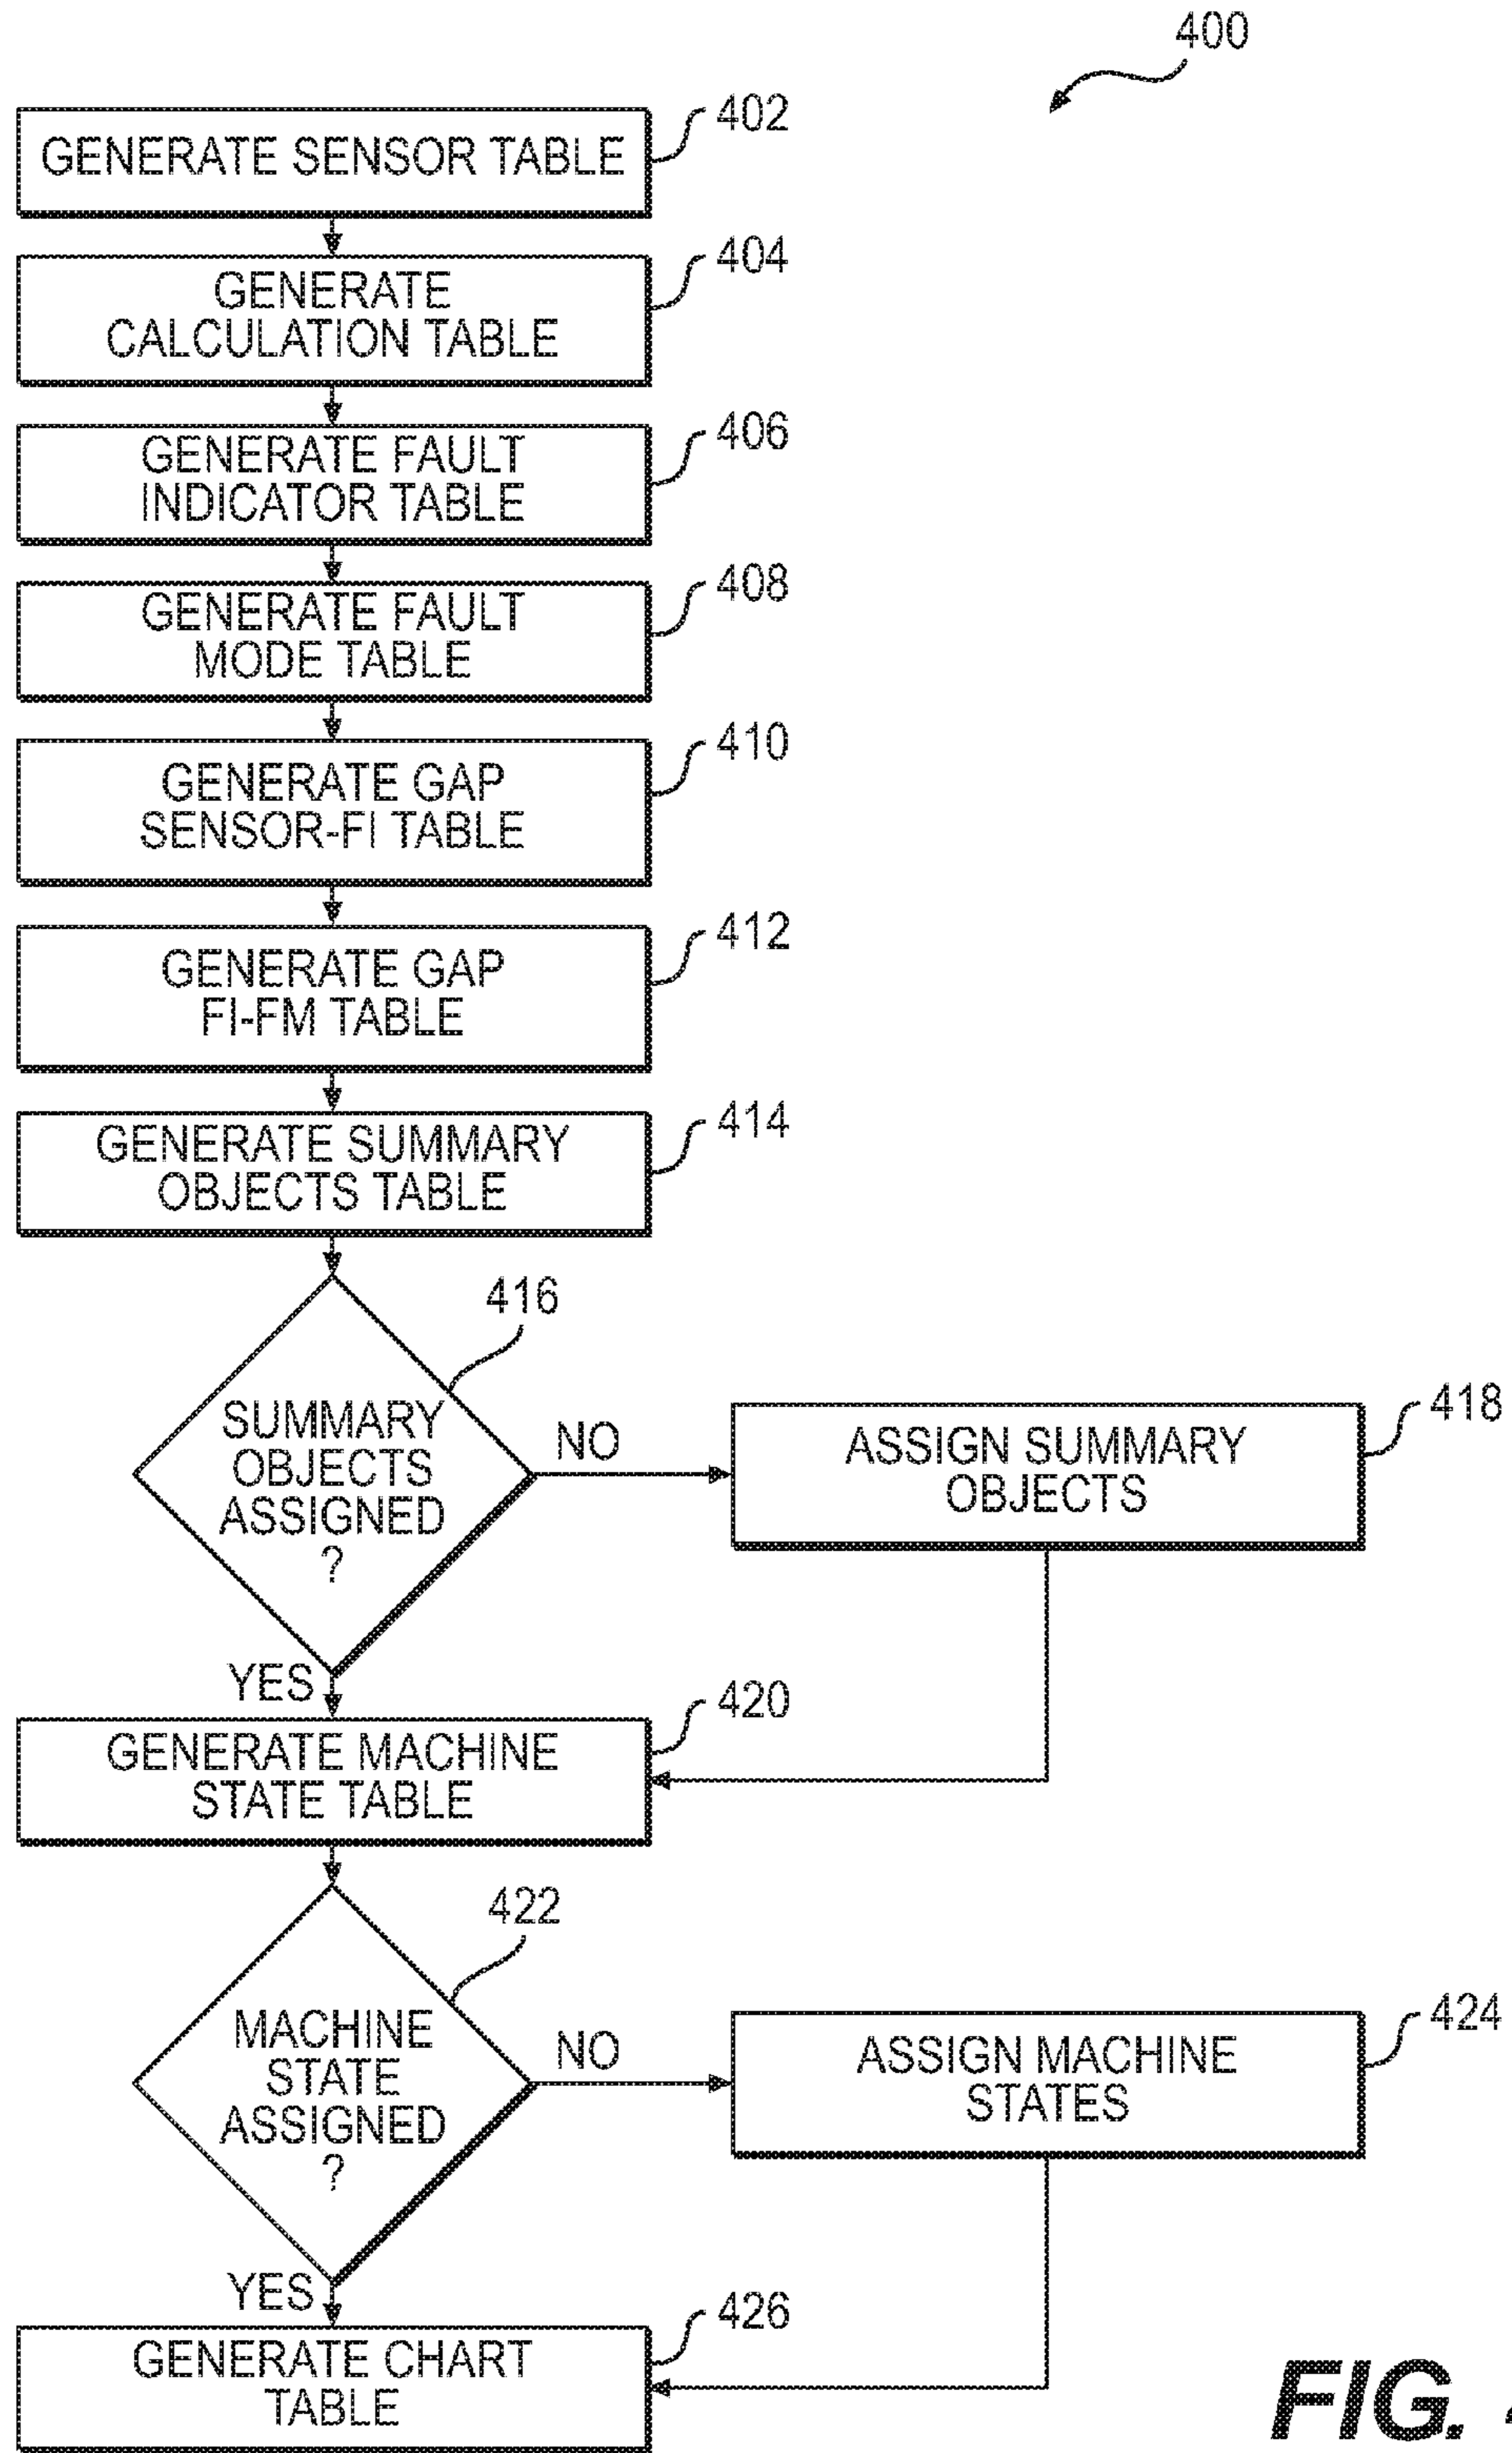 400
GENERATE SENSOR TABLE
402
GENERATE
CALCULATION TABLE
404
GENERATE FAULT
INDICATOR TABLE
406
GENERATE FAULT
MODE TABLE
408
GENERATE GAP
SENSOR-FI TABLE
410
GENERATE GAP
FI-FM TABLE
412
GENERATE SUMMARY
OBJECTS TABLE
414
416
SUMMARY
OBJECTS
ASSIGNED
?
NO
ASSIGN SUMMARY
OBJECTS
418
YES
GENERATE MACHINE
STATE TABLE
420
422
MACHINE
STATE
ASSIGNED
?
NO
ASSIGN MACHINE
STATES
424
YES
GENERATE CHART
TABLE
426
FIG.